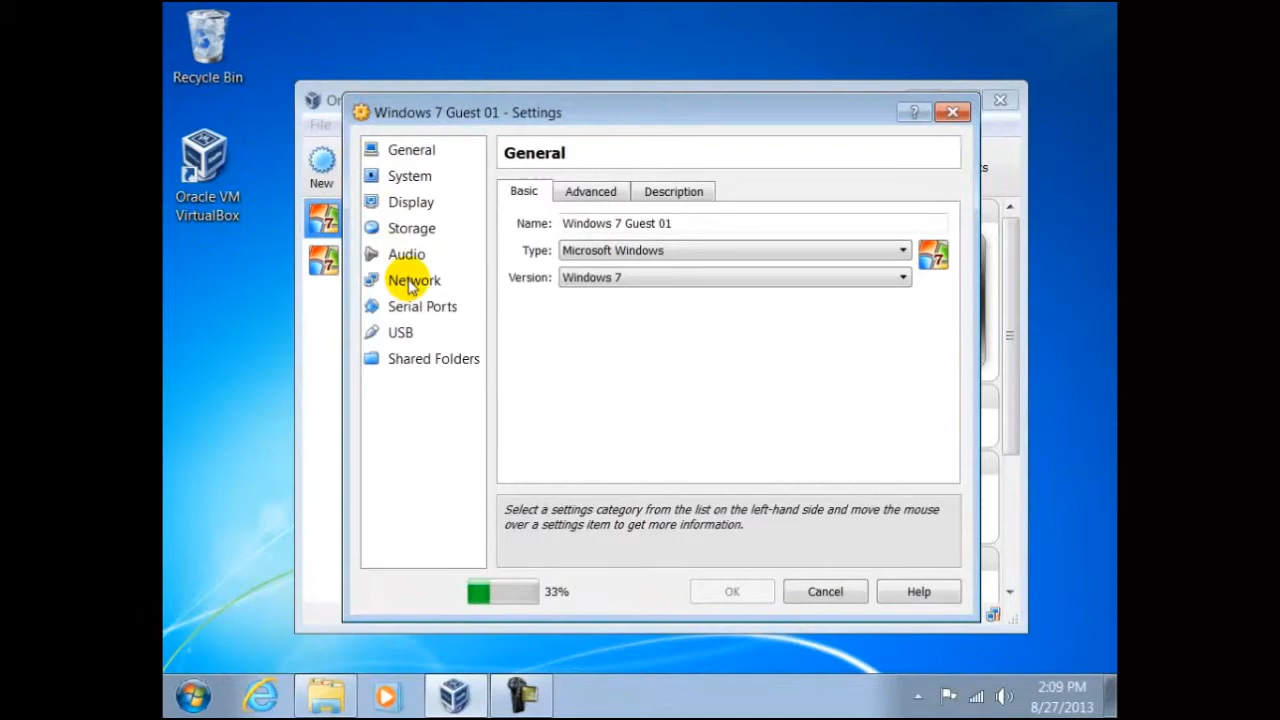 Recycle Bin
Oracle VM
VirtualBox
File
New
Windows 7 Guest 01 - Settings
General
System
Display
Storage
Audio
Network
Serial Ports
USB
Shared Folders
General
Basic
Advanced
Description
Name:
Windows 7 Guest 01
Type:
Microsoft Windows
Version:
Windows 7
Select a settings category from the list on the left-hand side and move the mouse
over a settings item to get more information.
33%
OK
Cancel
Help
2:09 PM
8/27/2013